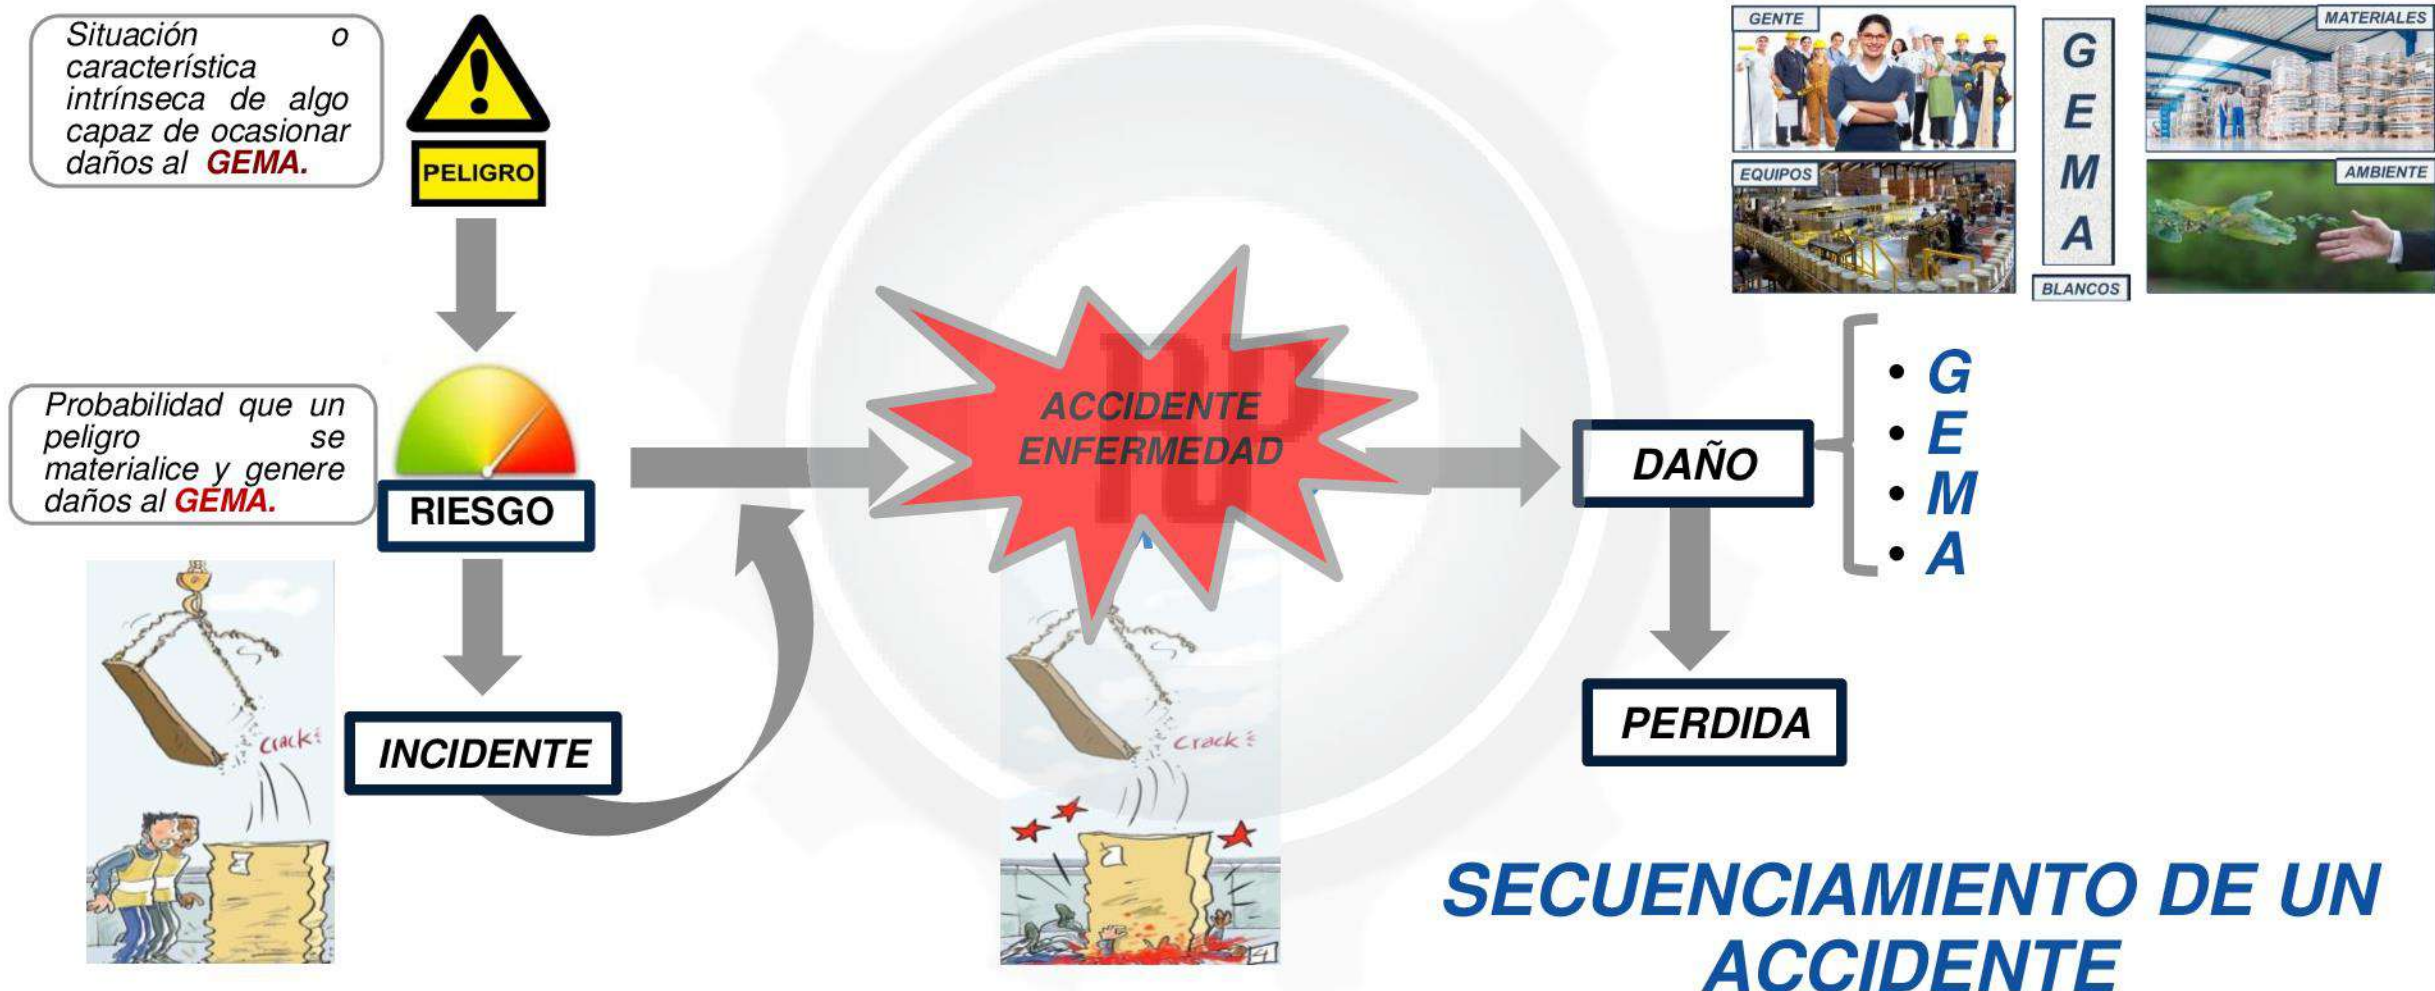 Situación o
característica
intrínseca de algo
capaz de ocasionar
daños al GEMA.
PELIGRO
Probabilidad que un
peligro se
materialice y genere
daños al GEMA.
RIESGO
Crack
INCIDENTE
ACCIDENTE
ENFERMEDAD
Crack
DAÑO
• G
• E
• M
• A
PERDIDA
GENTE
EQUIPOS
G
E
M
A
BLANCOS
MATERIALES
AMBIENTE
SECUENCIAMIENTO DE UN
ACCIDENTE